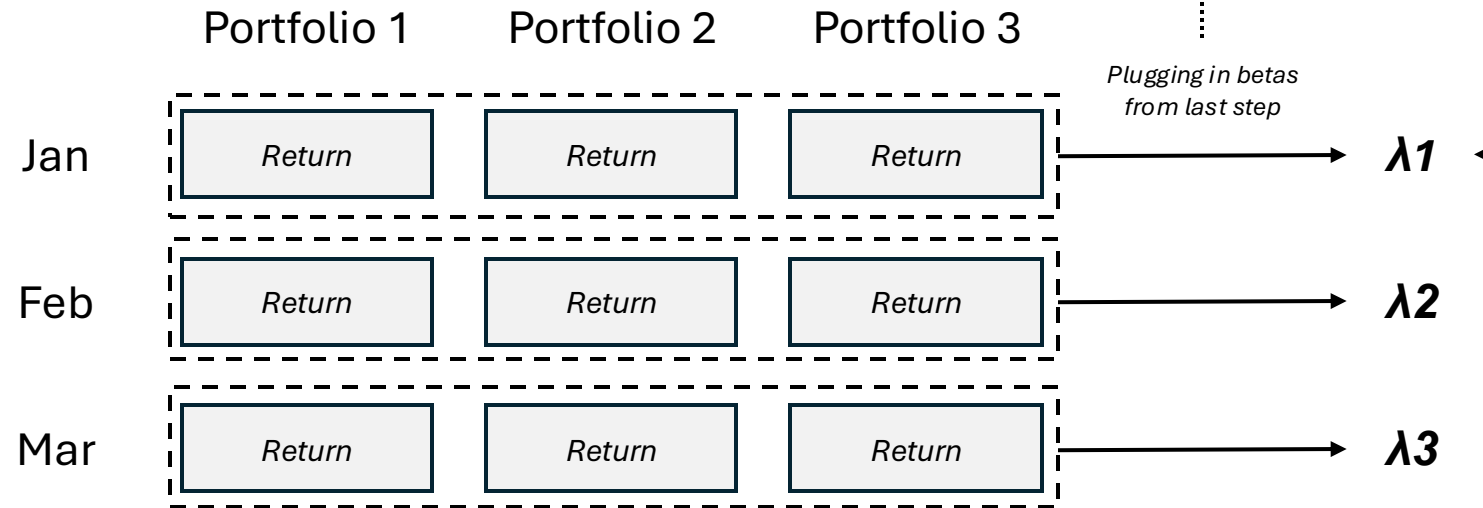 Portfolio 1 Portfolio 2 Portfolio 3
Plugging in betas
from last step
Jan Return Return Return λ1
Feb Return Return Return λ2
Mar Return Return Return λ3